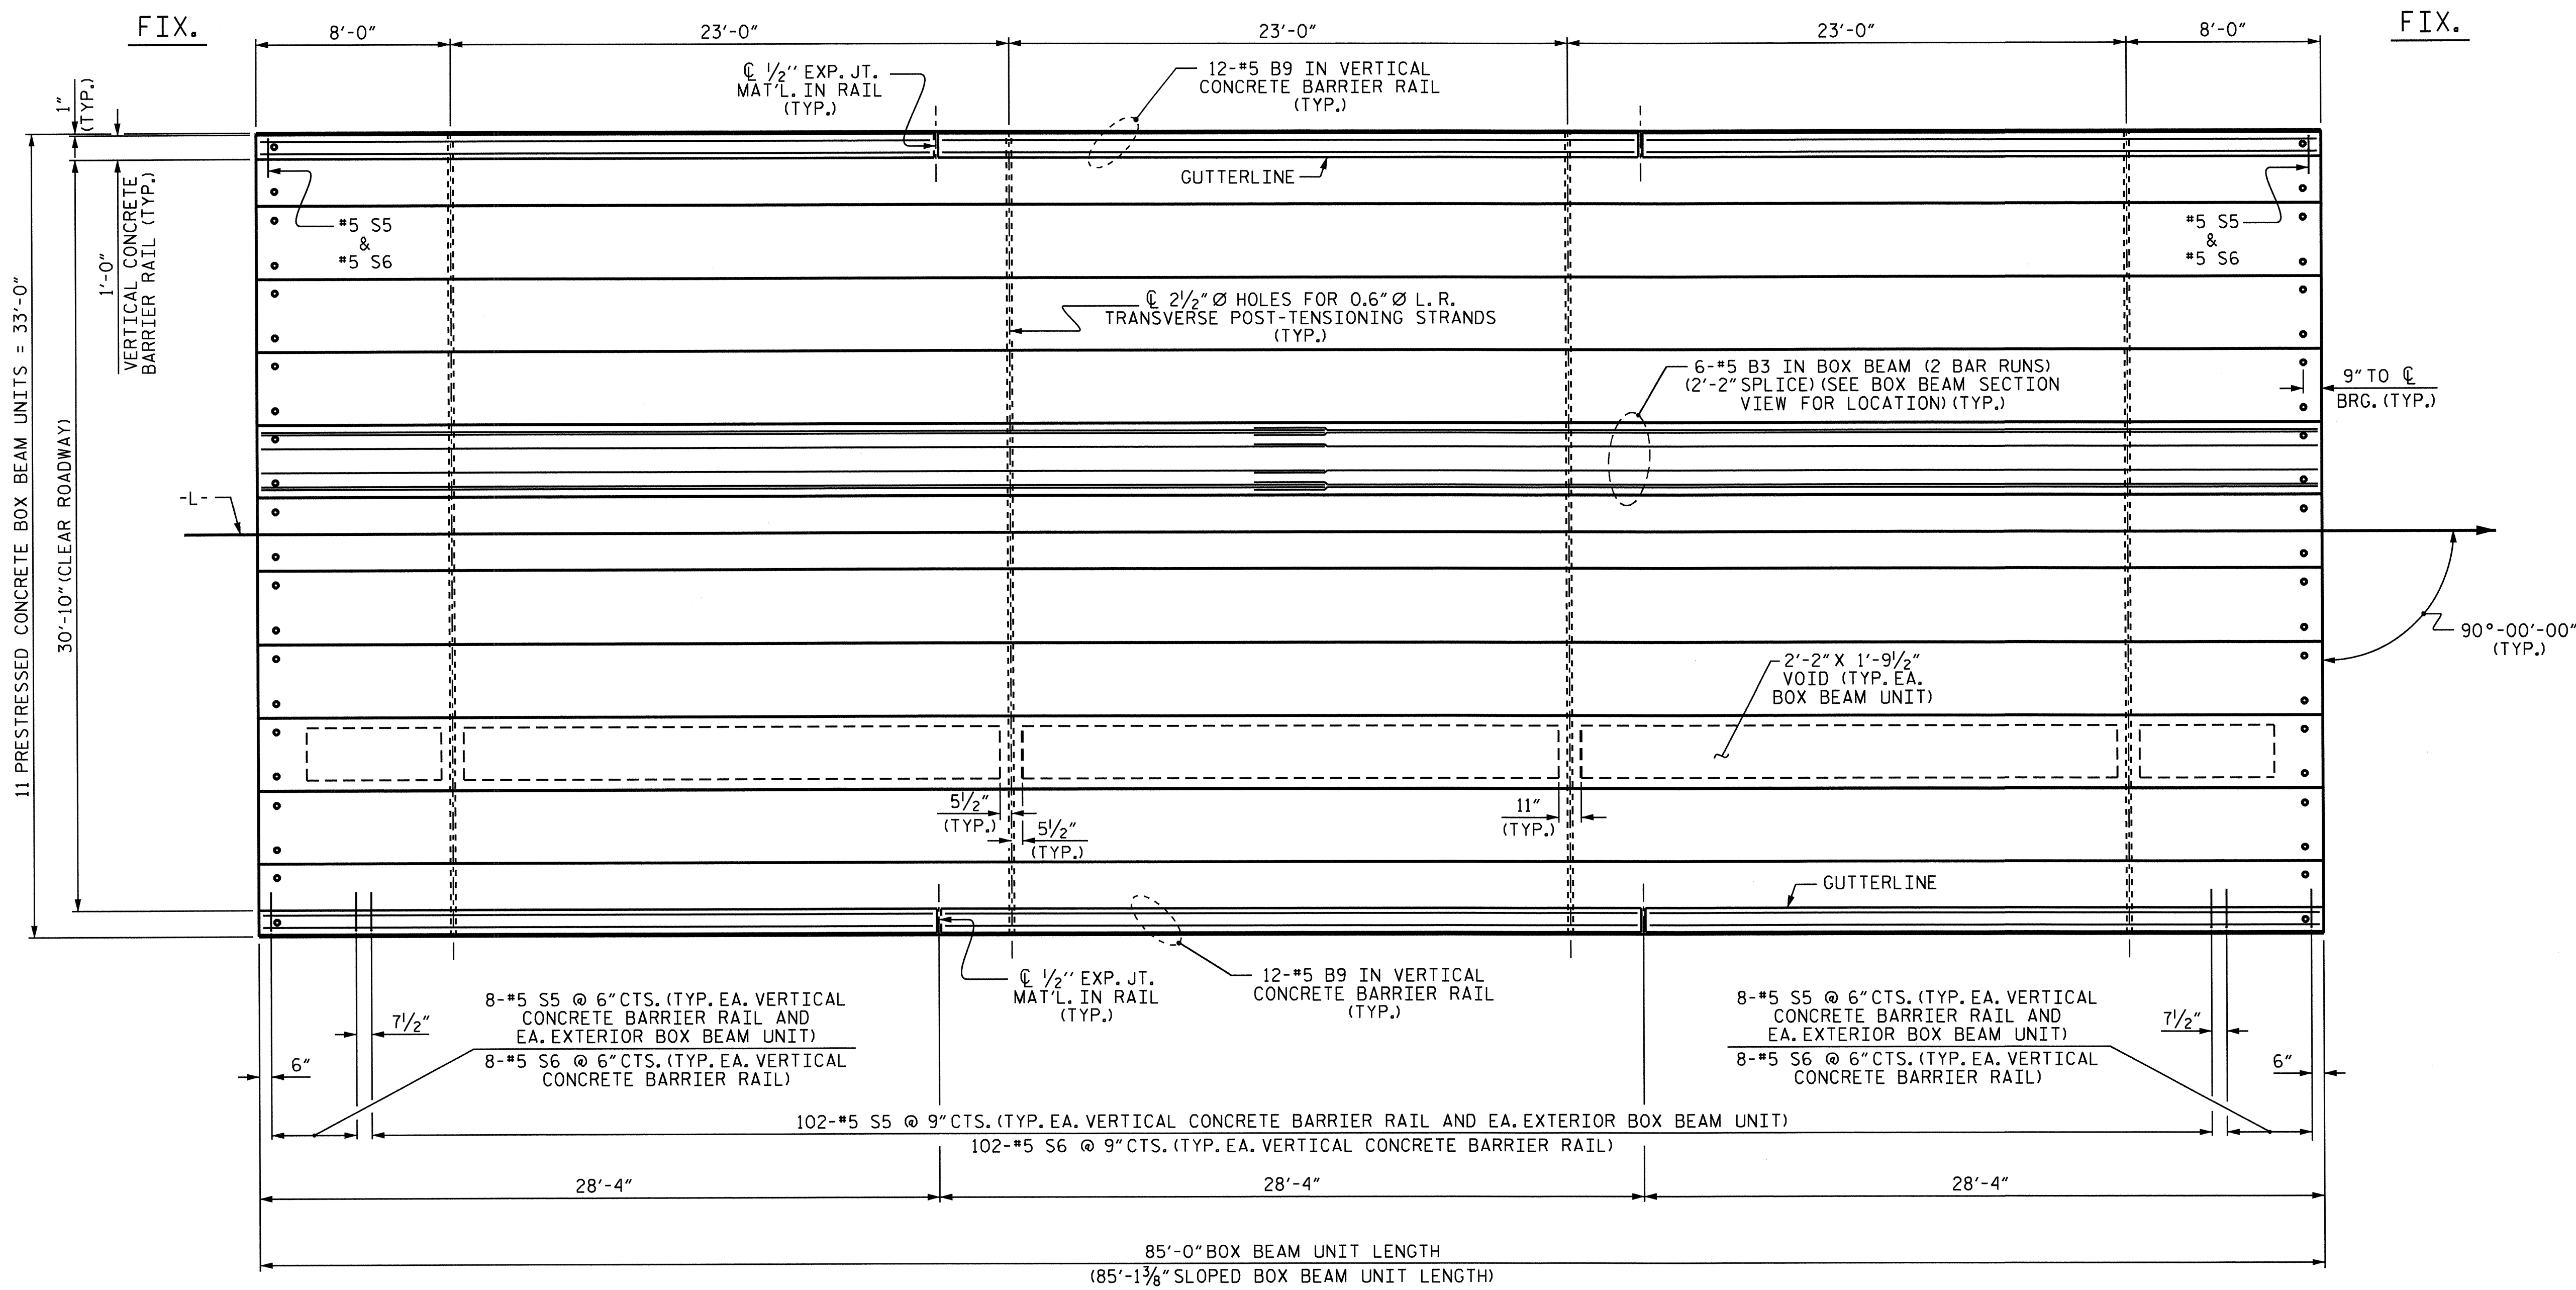 FIX.
FIX.
8'-0"
23'-0"
23'-0"
23'-0"
8'-0"
1"
(TYP.)
℄ 1/2" EXP. JT.
MAT'L. IN RAIL
(TYP.)
12-#5 B9 IN VERTICAL
CONCRETE BARRIER RAIL
(TYP.)
GUTTERLINE
1'-0"
VERTICAL CONCRETE
BARRIER RAIL (TYP.)
#5 S5
&
#5 S6
#5 S5
&
#5 S6
℄ 2 1/2" Ø HOLES FOR 0.6" Ø L.R.
TRANSVERSE POST-TENSIONING STRANDS
(TYP.)
6-#5 B3 IN BOX BEAM (2 BAR RUNS)
(2'-2" SPLICE) (SEE BOX BEAM SECTION
VIEW FOR LOCATION) (TYP.)
9" TO ℄
BRG. (TYP.)
11 PRESTRESSED CONCRETE BOX BEAM UNITS = 33'-0"
30'-10" (CLEAR ROADWAY)
-L-
90°-00'-00"
(TYP.)
2'-2" X 1'-9 1/2"
VOID (TYP. EA.
BOX BEAM UNIT)
5 1/2"
(TYP.)
5 1/2"
(TYP.)
11"
(TYP.)
GUTTERLINE
℄ 1/2" EXP. JT.
MAT'L. IN RAIL
(TYP.)
12-#5 B9 IN VERTICAL
CONCRETE BARRIER RAIL
(TYP.)
8-#5 S5 @ 6" CTS. (TYP. EA. VERTICAL
CONCRETE BARRIER RAIL AND
EA. EXTERIOR BOX BEAM UNIT)
8-#5 S6 @ 6" CTS. (TYP. EA. VERTICAL
CONCRETE BARRIER RAIL)
7 1/2"
6"
8-#5 S5 @ 6" CTS. (TYP. EA. VERTICAL
CONCRETE BARRIER RAIL AND
EA. EXTERIOR BOX BEAM UNIT)
8-#5 S6 @ 6" CTS. (TYP. EA. VERTICAL
CONCRETE BARRIER RAIL)
7 1/2"
6"
102-#5 S5 @ 9" CTS. (TYP. EA. VERTICAL CONCRETE BARRIER RAIL AND EA. EXTERIOR BOX BEAM UNIT)
102-#5 S6 @ 9" CTS. (TYP. EA. VERTICAL CONCRETE BARRIER RAIL)
28'-4"
28'-4"
28'-4"
85'-0" BOX BEAM UNIT LENGTH
(85'-1 3/8" SLOPED BOX BEAM UNIT LENGTH)